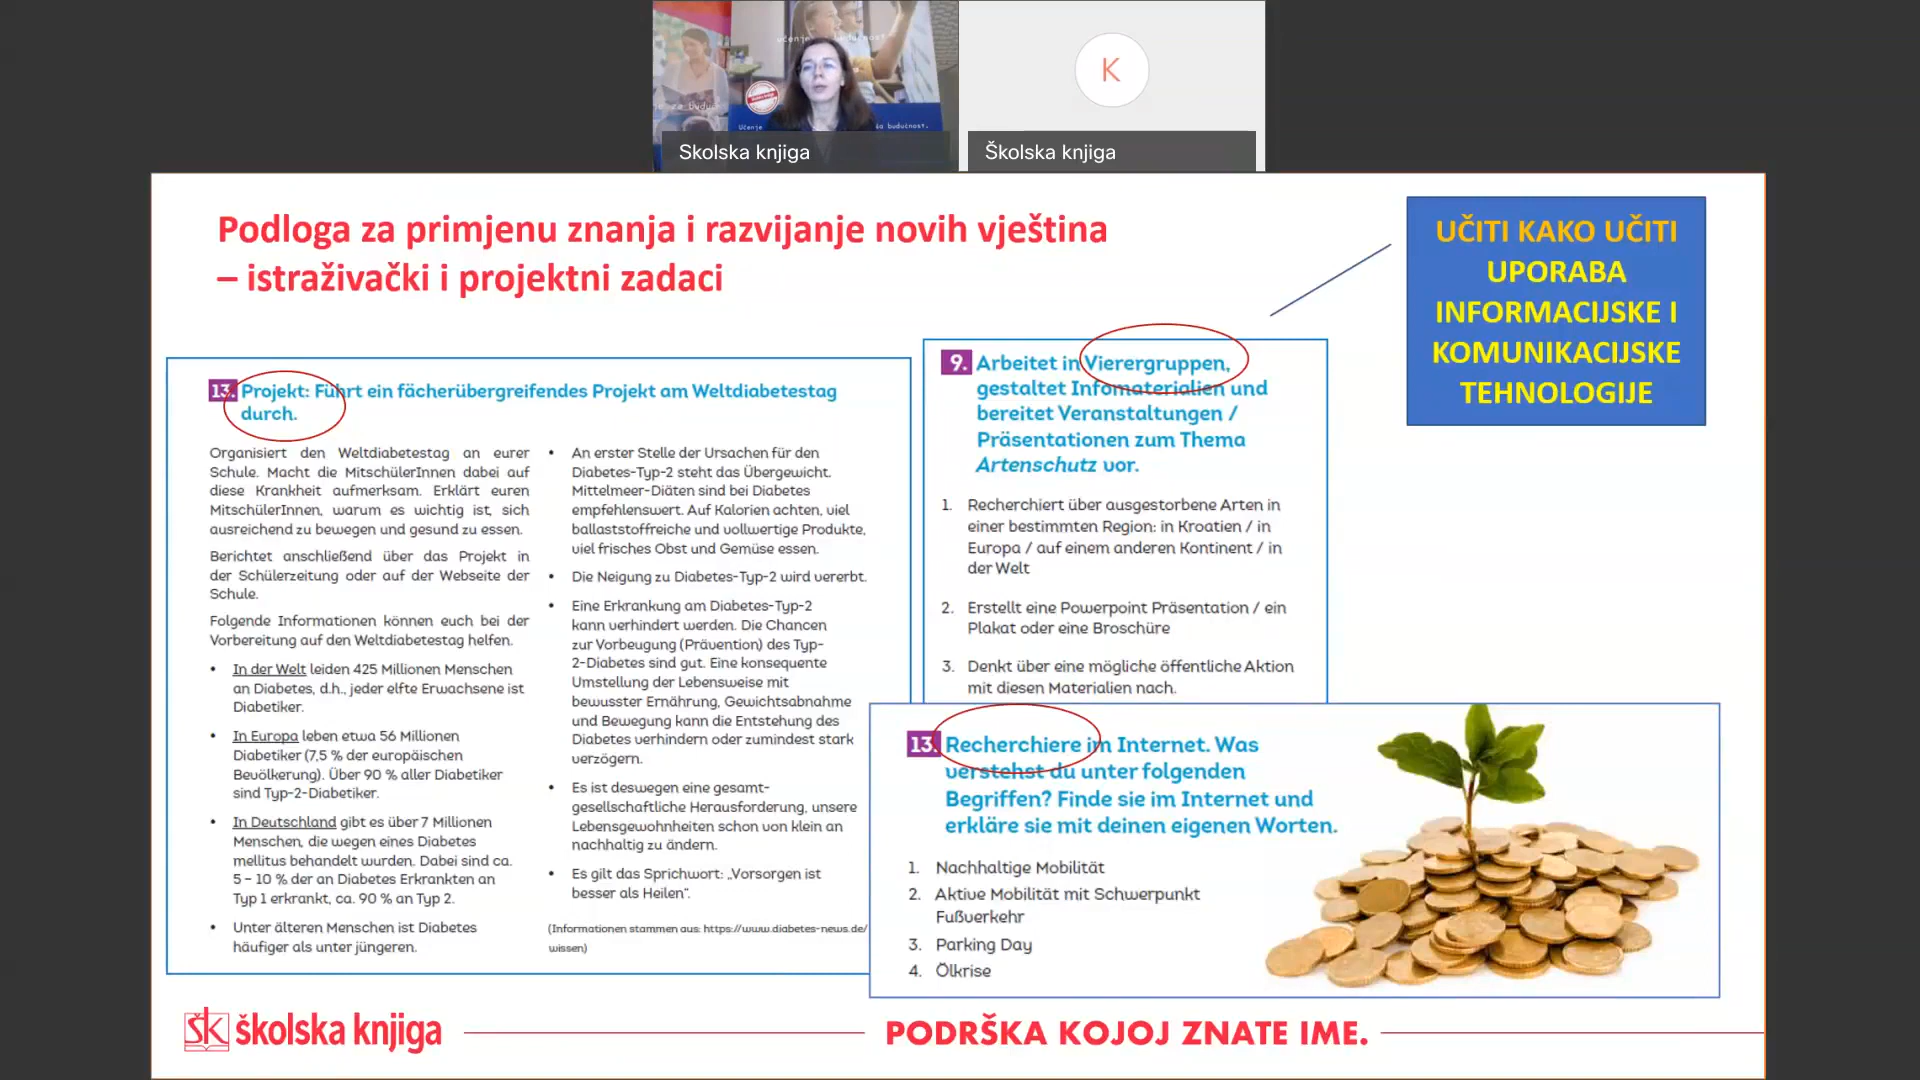 učenje budućnost
Učenje za budućnost.
Skolska knjiga
K
Školska knjiga
Podloga za primjenu znanja i razvijanje novih vještina
– istraživački i projektni zadaci
UČITI KAKO UČITI
UPORABA
INFORMACIJSKE I
KOMUNIKACIJSKE
TEHNOLOGIJE
13. Projekt: Führt ein fächerübergreifendes Projekt am Weltdiabetestag
durch.
Organisiert den Weltdiabetestag an eurer
Schule. Macht die MitschülerInnen dabei auf
diese Krankheit aufmerksam. Erklärt euren
MitschülerInnen, warum es wichtig ist, sich
ausreichend zu bewegen und gesund zu essen.
Berichtet anschließend über das Projekt in
der Schülerzeitung oder auf der Webseite der
Schule.
Folgende Informationen können euch bei der
Vorbereitung auf den Weltdiabetestag helfen.
• In der Welt leiden 425 Millionen Menschen
an Diabetes, d.h., jeder elfte Erwachsene ist
Diabetiker.
• In Europa leben etwa 56 Millionen
Diabetiker (7,5 % der europäischen
Bevölkerung). Über 90 % aller Diabetiker
sind Typ-2-Diabetiker.
• In Deutschland gibt es über 7 Millionen
Menschen, die wegen eines Diabetes
mellitus behandelt wurden. Dabei sind ca.
5 – 10 % der an Diabetes Erkrankten an
Typ 1 erkrankt, ca. 90 % an Typ 2.
• Unter älteren Menschen ist Diabetes
häufiger als unter jüngeren.
• An erster Stelle der Ursachen für den
Diabetes-Typ-2 steht das Übergewicht.
Mittelmeer-Diäten sind bei Diabetes
empfehlenswert. Auf Kalorien achten, viel
ballaststoffreiche und vollwertige Produkte,
viel frisches Obst und Gemüse essen.
• Die Neigung zu Diabetes-Typ-2 wird vererbt.
• Eine Erkrankung am Diabetes-Typ-2
kann verhindert werden. Die Chancen
zur Vorbeugung (Prävention) des Typ-
2-Diabetes sind gut. Eine konsequente
Umstellung der Lebensweise mit
bewusster Ernährung, Gewichtsabnahme
und Bewegung kann die Entstehung des
Diabetes verhindern oder zumindest stark
verzögern.
• Es ist deswegen eine gesamt-
gesellschaftliche Herausforderung, unsere
Lebensgewohnheiten schon von klein an
nachhaltig zu ändern.
• Es gilt das Sprichwort: „Vorsorgen ist
besser als Heilen“.
(Informationen stammen aus: https://www.diabetes-news.de/
wissen)
9. Arbeitet in Vierergruppen,
gestaltet Infomaterialien und
bereitet Veranstaltungen /
Präsentationen zum Thema
Artenschutz vor.
1. Recherchiert über ausgestorbene Arten in
einer bestimmten Region: in Kroatien / in
Europa / auf einem anderen Kontinent / in
der Welt
2. Erstellt eine Powerpoint Präsentation / ein
Plakat oder eine Broschüre
3. Denkt über eine mögliche öffentliche Aktion
mit diesen Materialien nach.
13. Recherchiere im Internet. Was
verstehst du unter folgenden
Begriffen? Finde sie im Internet und
erkläre sie mit deinen eigenen Worten.
1. Nachhaltige Mobilität
2. Aktive Mobilität mit Schwerpunkt
Fußverkehr
3. Parking Day
4. Ölkrise
ŠK školska knjiga
PODRŠKA KOJOJ ZNATE IME.